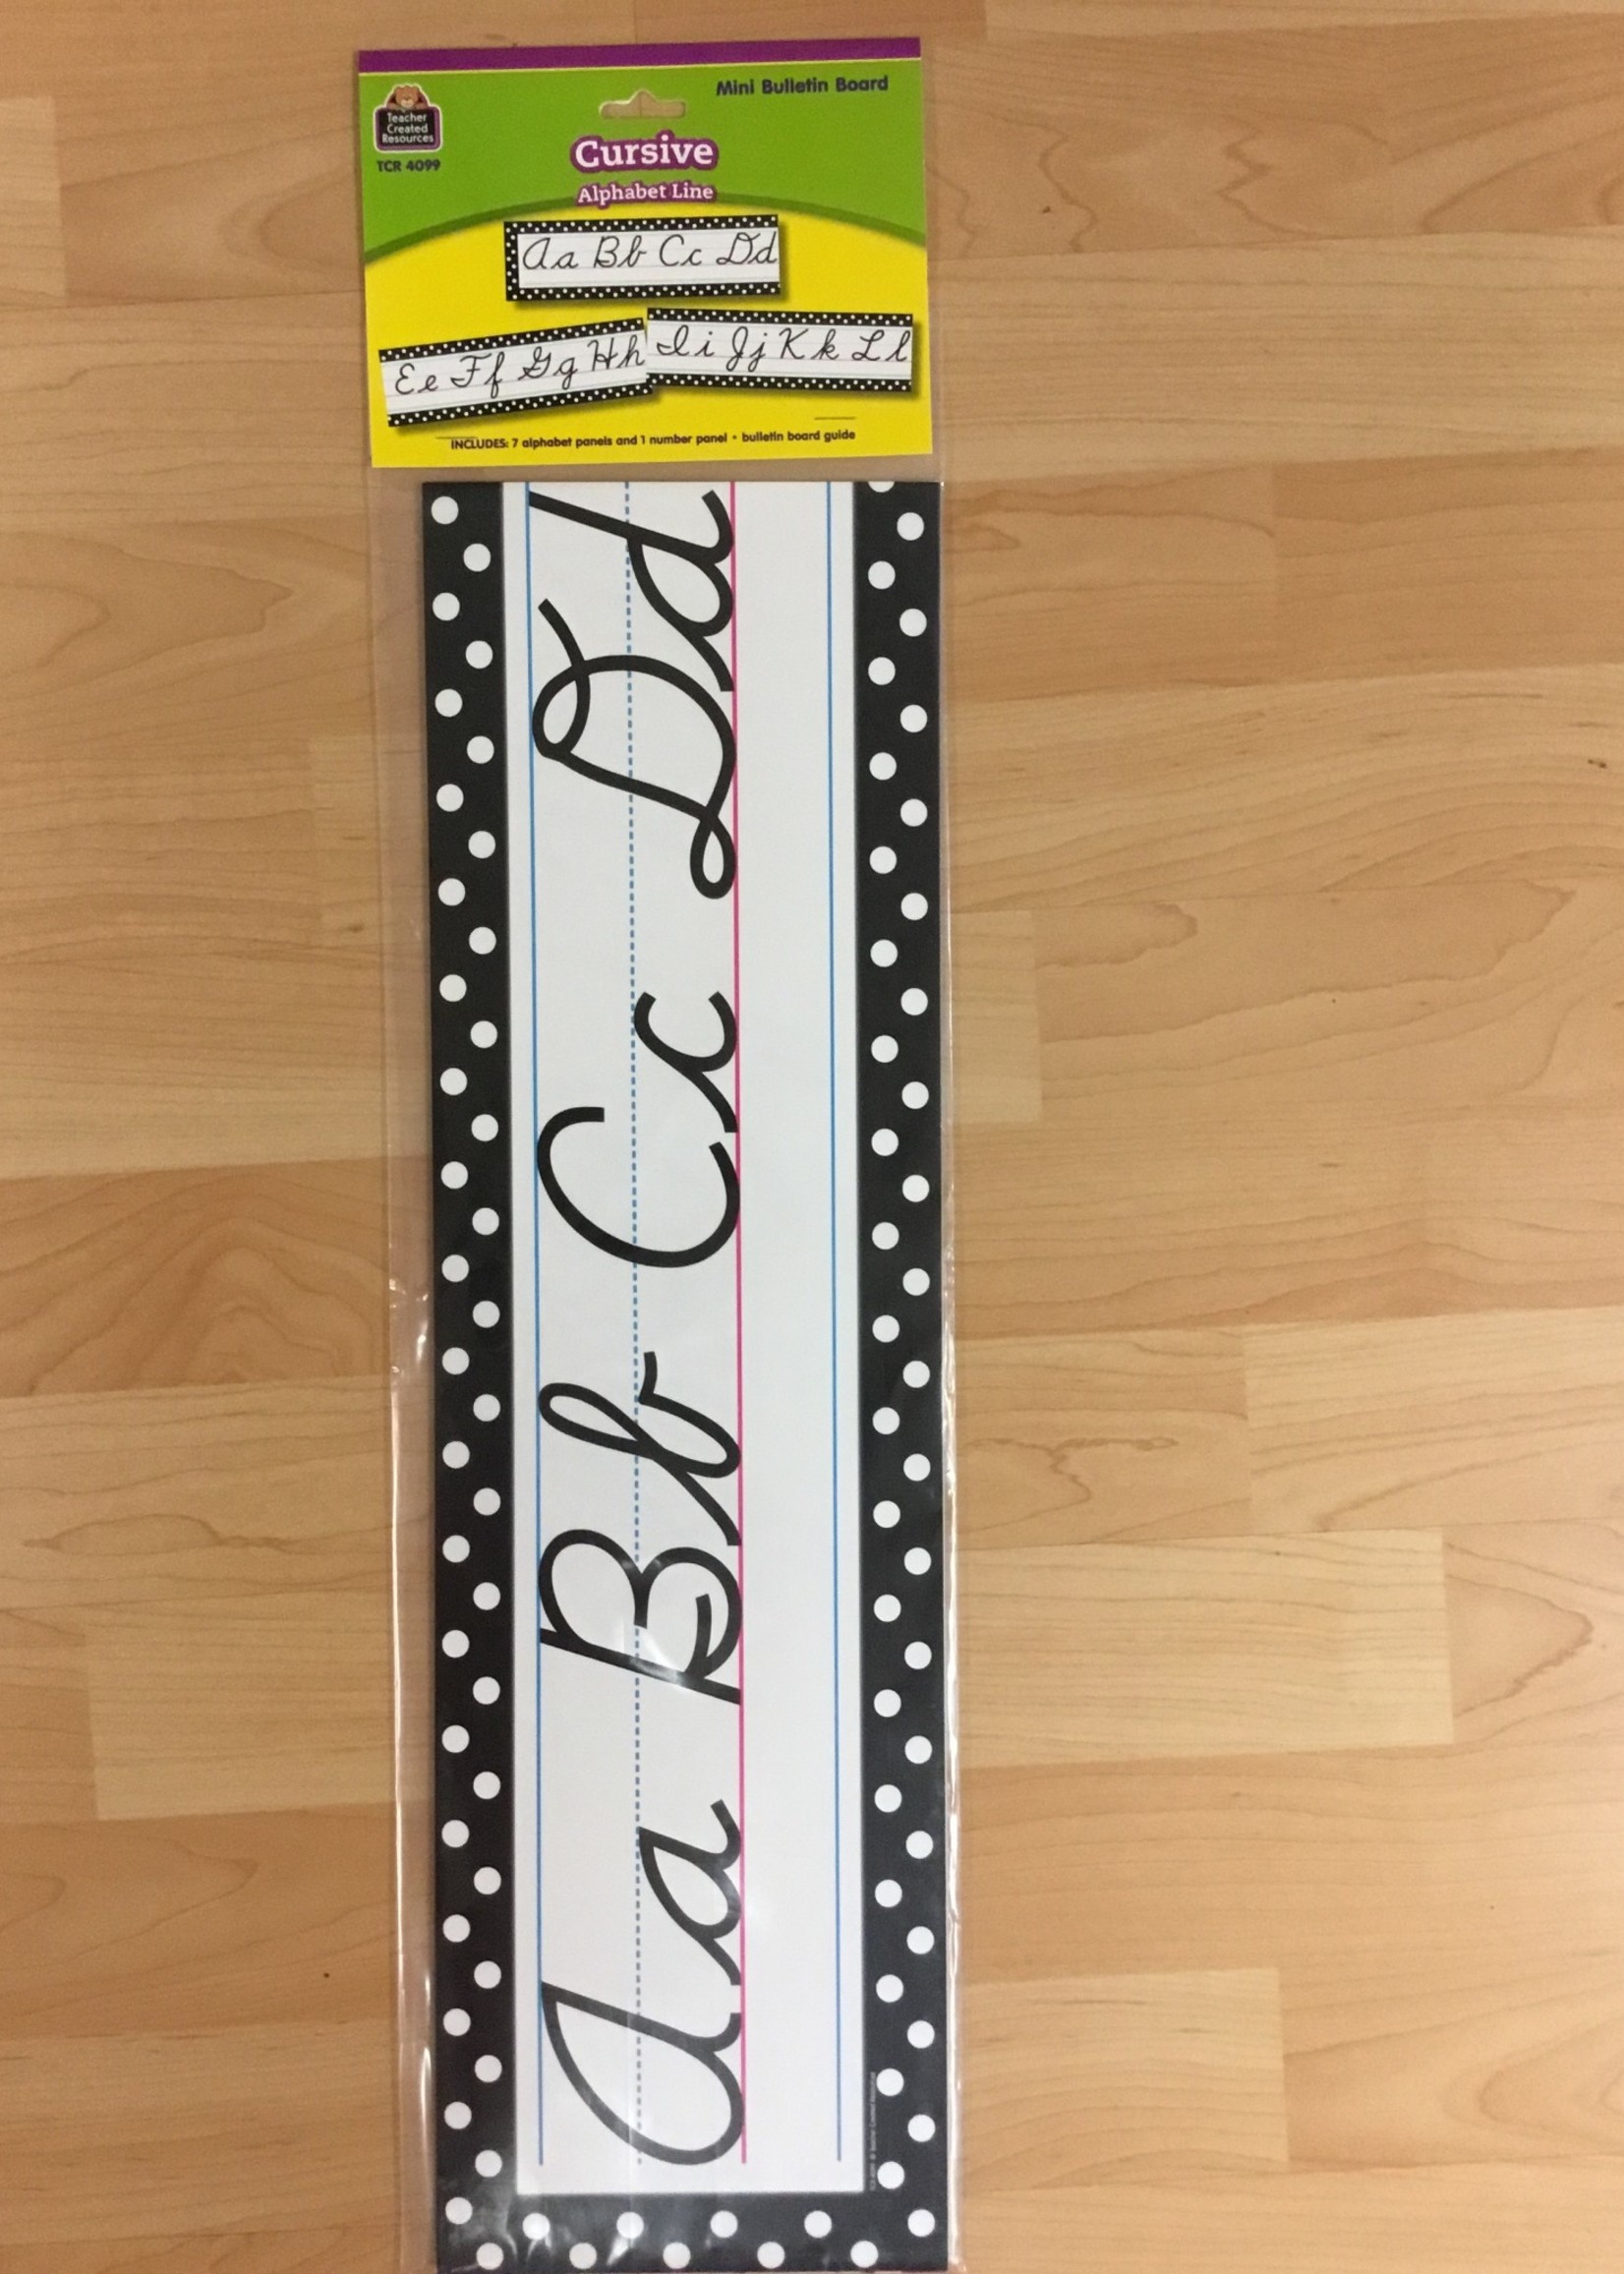 Mini Bulletin Board
Teacher
Created
Resources
TCR 4099
Cursive
Alphabet Line
Aa Bb Cc Dd
Ee Ff Gg Hh
Ii Jj Kk Ll
INCLUDES: 7 alphabet panels and 1 number panel • bulletin board guide
Aa Bb Cc Dd